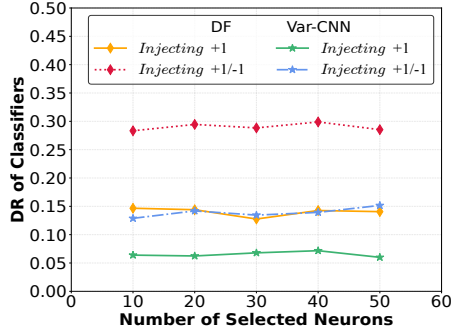 DF Var-CNN
Injecting +1 Injecting +1
Injecting +1/-1 Injecting +1/-1
0.50
0.45
0.40
0.35
0.30
0.25
0.20
0.15
0.10
0.05
0.00
DR of Classifiers
0 10 20 30 40 50 60
Number of Selected Neurons